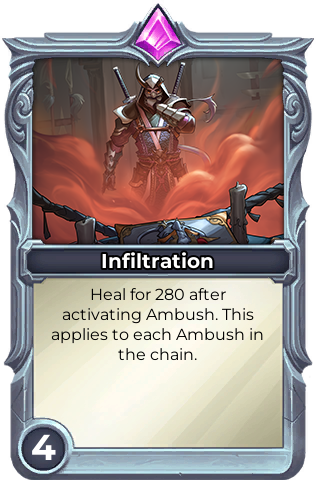 Infiltration
Heal for 280 after
activating Ambush. This
applies to each Ambush in
the chain.
4